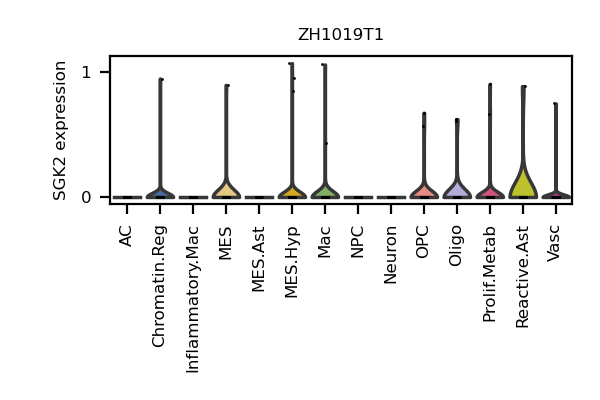 ZH1019T1
SGK2 expression
1
0
AC
Chromatin.Reg
Inflammatory.Mac
MES
MES.Ast
MES.Hyp
Mac
NPC
Neuron
OPC
Oligo
Prolif.Metab
Reactive.Ast
Vasc